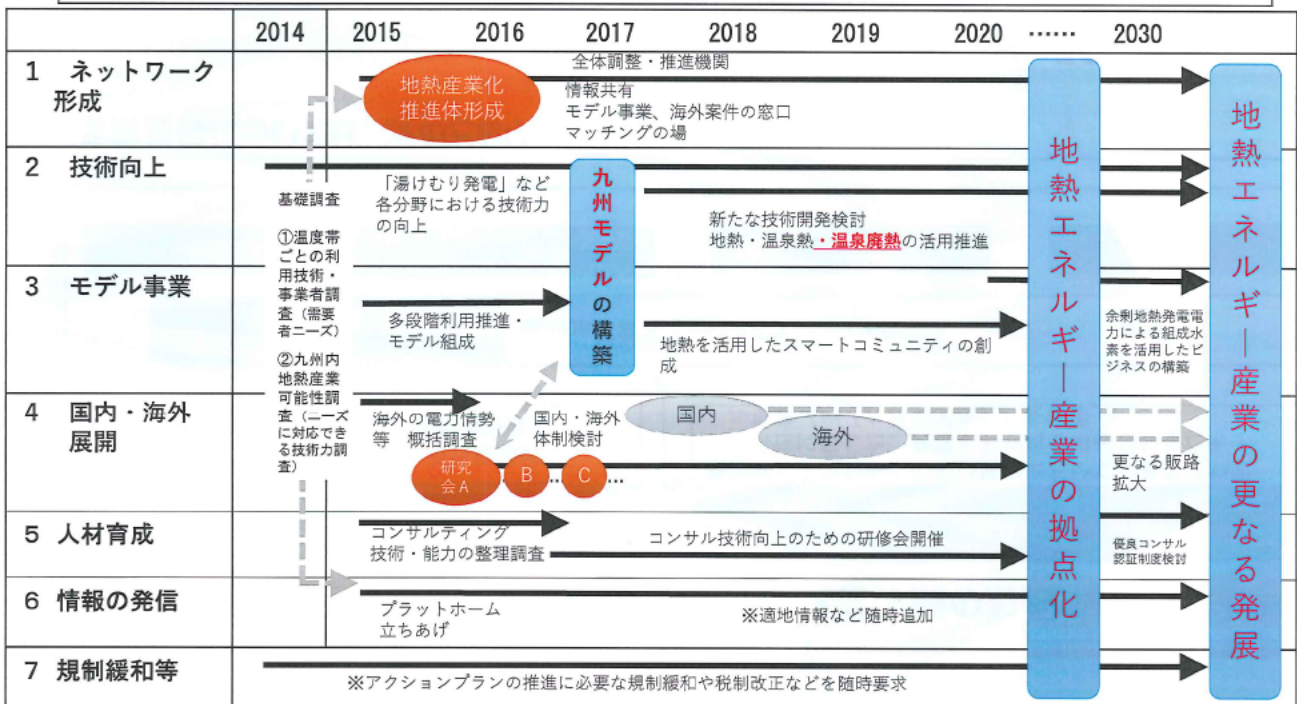 2014 2015 2016 2017 2018 2019 2020 …… 2030
1 ネットワーク
形成
地熱産業化
推進体形成
全体調整・推進機関
情報共有
モデル事業、海外案件の窓口
マッチングの場
2 技術向上
基礎調査
①温度帯
ごとの利
用技術・
事業者調
査（需要
者ニーズ）
②九州内
地熱産業
可能性調
査（ニーズ
に対応でき
る技術力調
査）
「湯けむり発電」など
各分野における技術力
の向上
九州モデルの構築
新たな技術開発検討
地熱・温泉熱・温泉廃熱の活用推進
3 モデル事業
多段階利用推進・
モデル組成
地熱を活用したスマートコミュニティの創
成
余剰地熱発電電
力による組成水
素を活用したビ
ジネスの構築
4 国内・海外
展開
海外の電力情勢
等 概括調査
国内・海外
体制検討
国内
海外
研究
会A
B
…
C
…
更なる販路
拡大
5 人材育成
コンサルティング
技術・能力の整理調査
コンサル技術向上のための研修会開催
優良コンサル
認証制度検討
6 情報の発信
プラットホーム
立ちあげ
※適地情報など随時追加
7 規制緩和等
※アクションプランの推進に必要な規制緩和や税制改正などを随時要求
地熱エネルギー産業の拠点化
地熱エネルギー産業の更なる発展